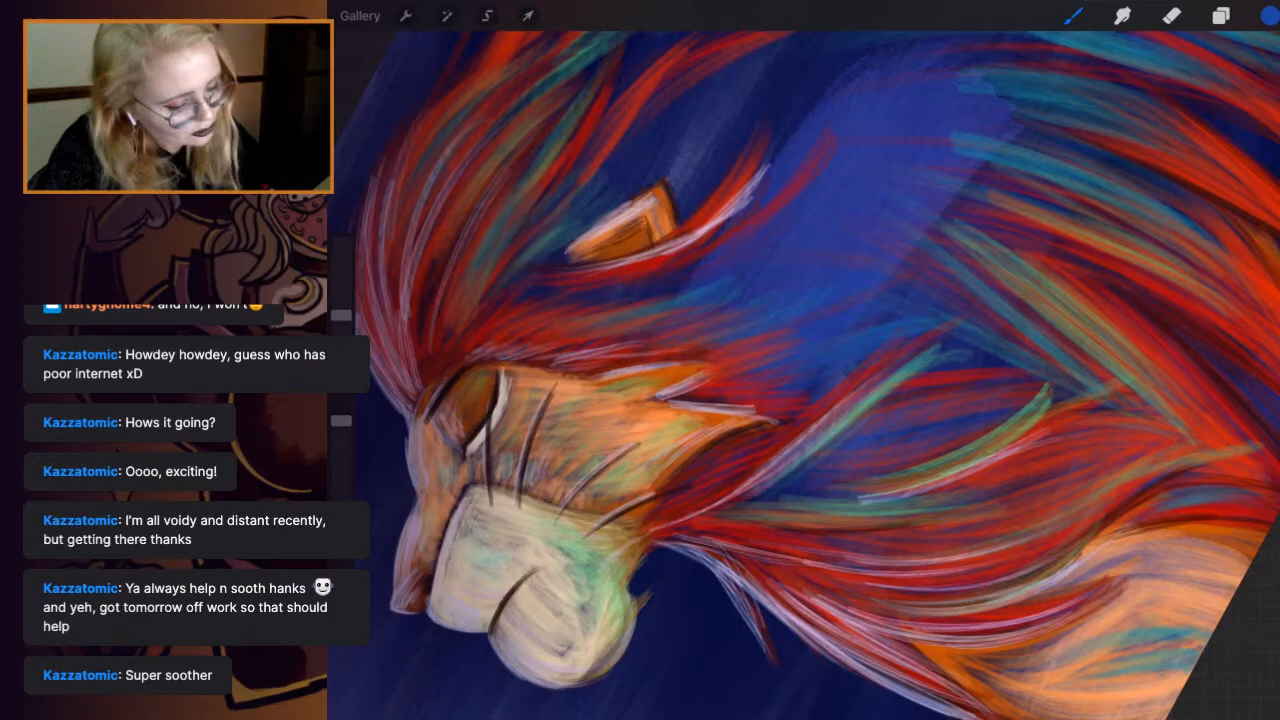 Gallery
hartygnome4: and no, I won't
Kazzatomic: Howdey howdey, guess who has
poor internet xD
Kazzatomic: Hows it going?
Kazzatomic: Oooo, exciting!
Kazzatomic: I'm all voidy and distant recently,
but getting there thanks
Kazzatomic: Ya always help n sooth hanks
and yeh, got tomorrow off work so that should
help
Kazzatomic: Super soother